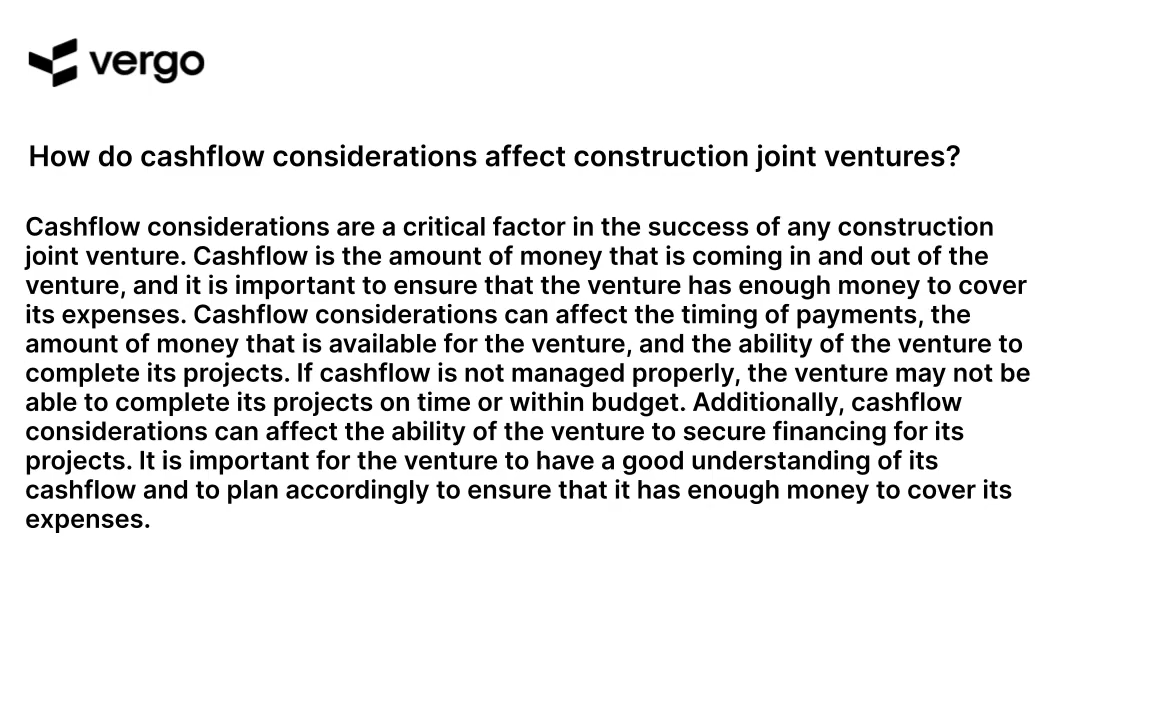 vergo
How do cashflow considerations affect construction joint ventures?
Cashflow considerations are a critical factor in the success of any construction
joint venture. Cashflow is the amount of money that is coming in and out of the
venture, and it is important to ensure that the venture has enough money to cover
its expenses. Cashflow considerations can affect the timing of payments, the
amount of money that is available for the venture, and the ability of the venture to
complete its projects. If cashflow is not managed properly, the venture may not be
able to complete its projects on time or within budget. Additionally, cashflow
considerations can affect the ability of the venture to secure financing for its
projects. It is important for the venture to have a good understanding of its
cashflow and to plan accordingly to ensure that it has enough money to cover its
expenses.